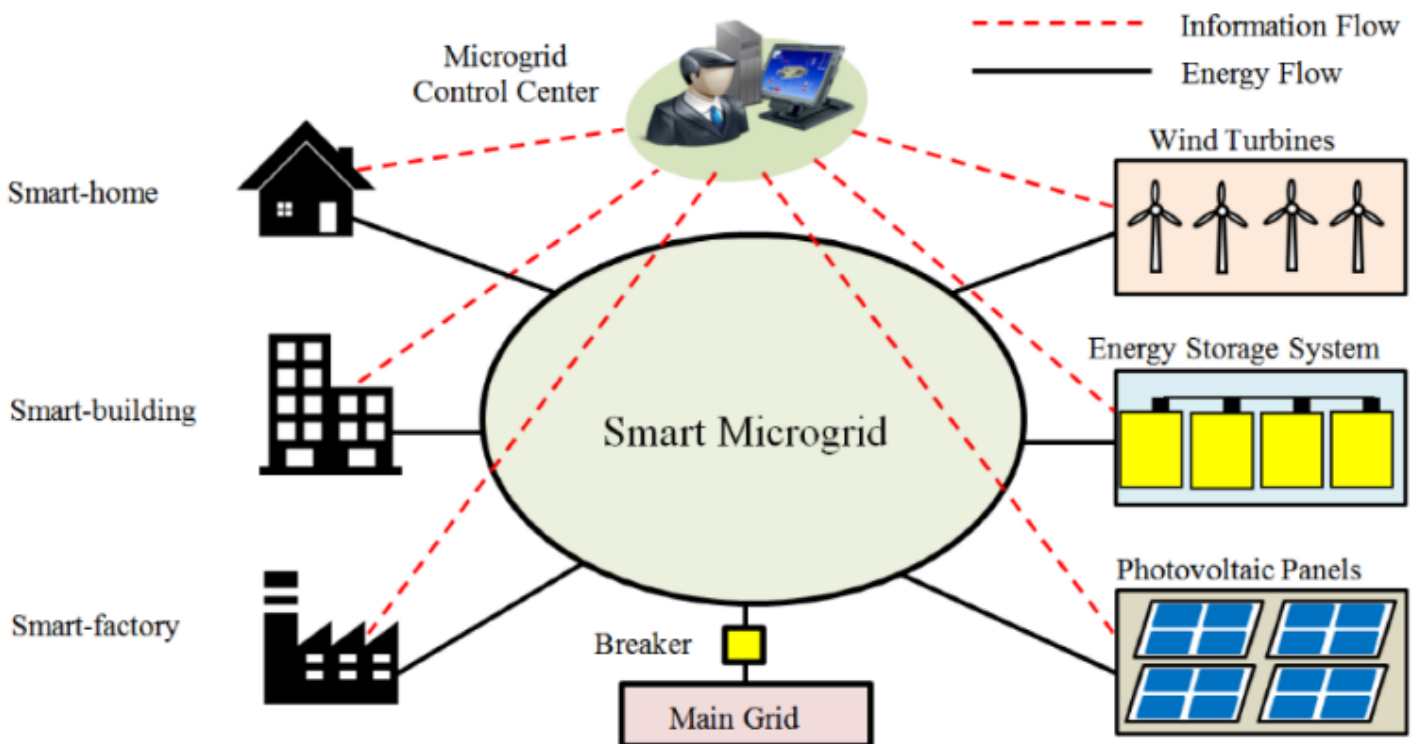 Information Flow
Microgrid
Control Center
Energy Flow
Wind Turbines
Smart-home
Energy Storage System
Smart-building
Smart Microgrid
Photovoltaic Panels
Smart-factory
Breaker
Main Grid